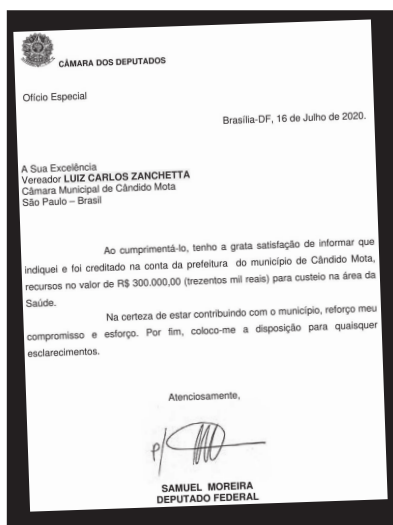 CÂMARA DOS DEPUTADOS
Ofício Especial
Brasília-DF, 16 de Julho de 2020.
A Sua Excelência
Vereador LUIZ CARLOS ZANCHETTA
Câmara Municipal de Cândido Mota
São Paulo – Brasil
Ao cumprimentá-lo, tenho a grata satisfação de informar que
indiquei e foi creditado na conta da prefeitura do município de Cândido Mota,
recursos no valor de R$ 300.000,00 (trezentos mil reais) para custeio na área da
Saúde.
Na certeza de estar contribuindo com o município, reforço meu
compromisso e esforço. Por fim, coloco-me a disposição para quaisquer
esclarecimentos.
Atenciosamente,
p/
SAMUEL MOREIRA
DEPUTADO FEDERAL